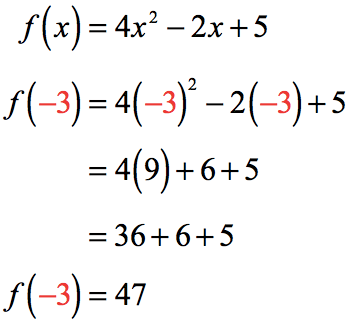 f(x) = 4x² − 2x + 5
f(−3) = 4(−3)² − 2(−3) + 5
= 4(9) + 6 + 5
= 36 + 6 + 5
f(−3) = 47